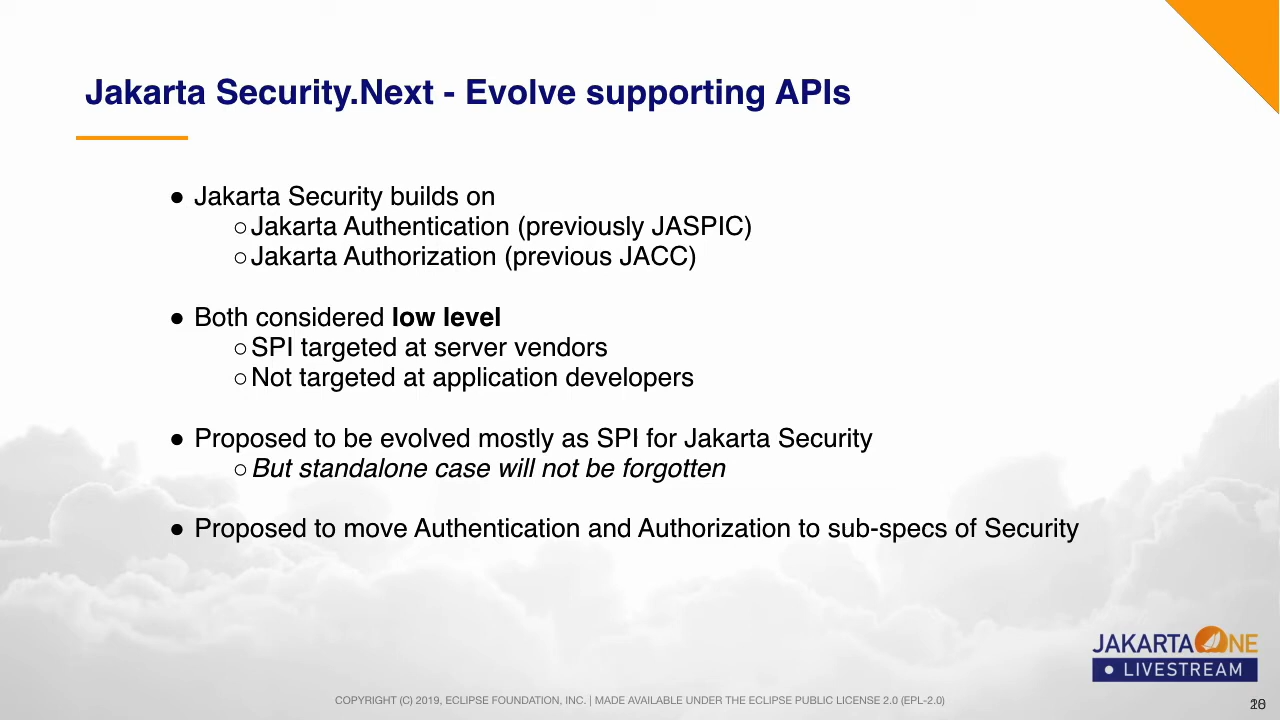 Jakarta Security.Next - Evolve supporting APIs
● Jakarta Security builds on
○ Jakarta Authentication (previously JASPIC)
○ Jakarta Authorization (previous JACC)
● Both considered low level
○ SPI targeted at server vendors
○ Not targeted at application developers
● Proposed to be evolved mostly as SPI for Jakarta Security
○ But standalone case will not be forgotten
● Proposed to move Authentication and Authorization to sub-specs of Security
JAKARTA ONE
● LIVESTREAM
COPYRIGHT (C) 2019, ECLIPSE FOUNDATION, INC. | MADE AVAILABLE UNDER THE ECLIPSE PUBLIC LICENSE 2.0 (EPL-2.0)